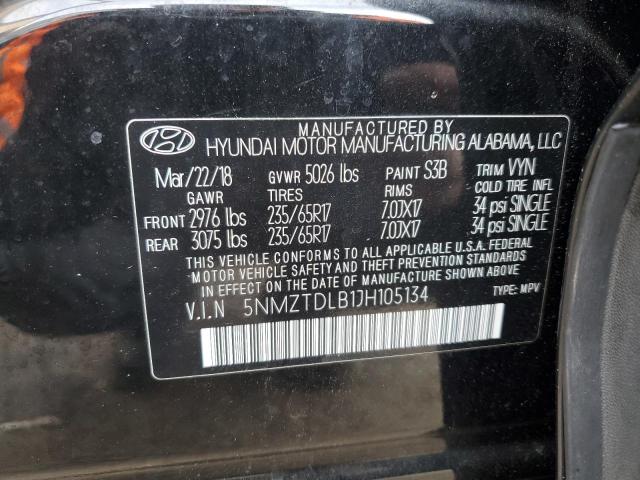 MANUFACTURED BY
HYUNDAI MOTOR MANUFACTURING ALABAMA, LLC
Mar/22/18 GVWR 5026 lbs PAINT S3B TRIM VYN
GAWR TIRES RIMS COLD TIRE INFL
FRONT 2976 lbs 235/65R17 7.0JX17 34 psi SINGLE
REAR 3075 lbs 235/65R17 7.0JX17 34 psi SINGLE
THIS VEHICLE CONFORMS TO ALL APPLICABLE U.S.A. FEDERAL
MOTOR VEHICLE SAFETY AND THEFT PREVENTION STANDARDS
IN EFFECT ON THE DATE OF MANUFACTURE SHOWN ABOVE.
V.I.N 5NMZTDLB1JH105134 TYPE: MPV